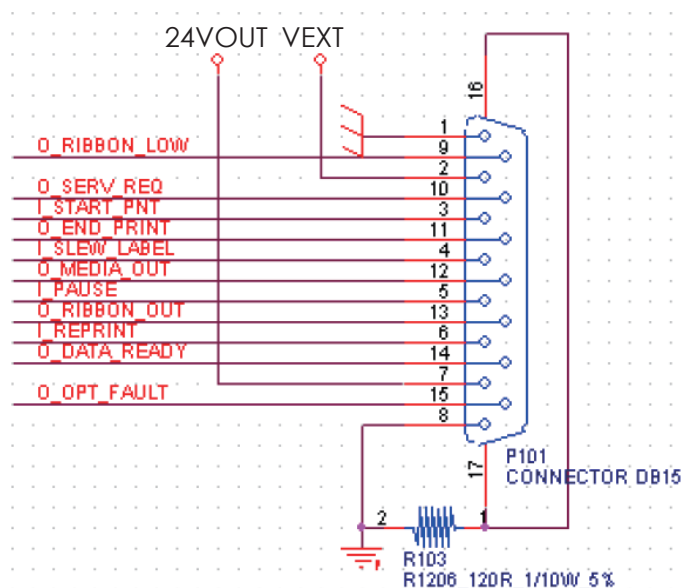 24VOUT VEXT
16
1
O_RIBBON_LOW
9
2
O_SERV_REQ
10
I_START_PNT
3
O_END_PRINT
11
I_SLEW_LABEL
4
O_MEDIA_OUT
12
I_PAUSE
5
O_RIBBON_OUT
13
I_REPRINT
6
O_DATA_READY
14
7
O_OPT_FAULT
15
8
P101
17
CONNECTOR DB15
2
1
R103
R1206 120R 1/10W 5%